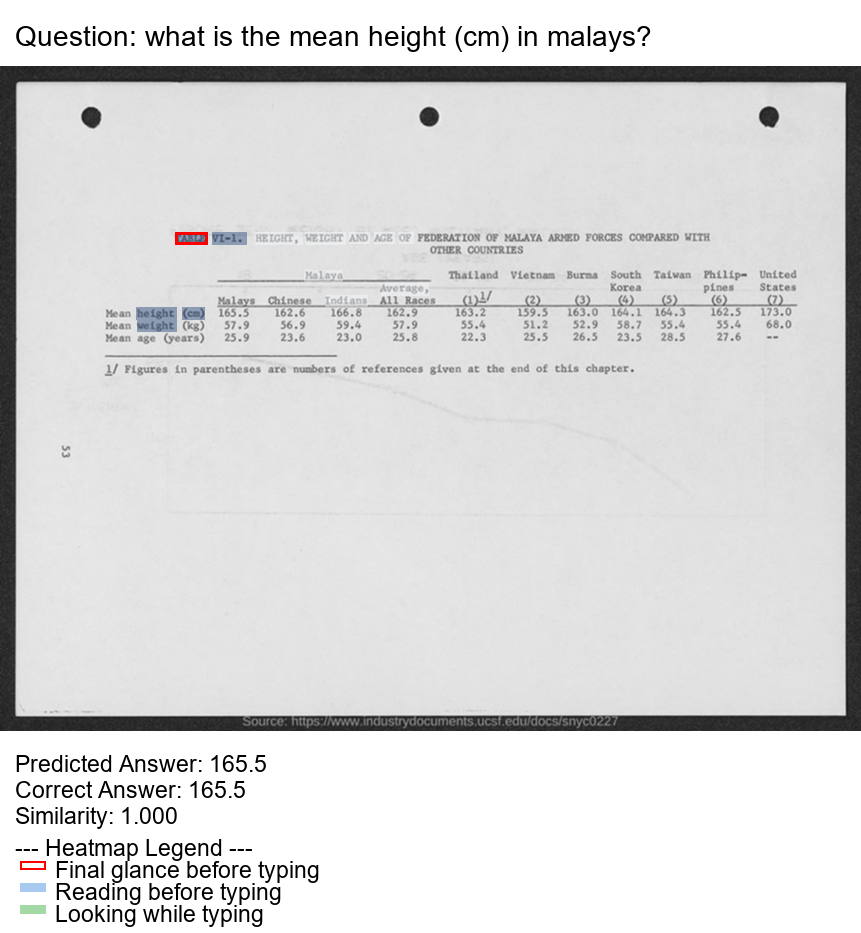 Question: what is the mean height (cm) in malays?
TABLE VI-1. HEIGHT, WEIGHT AND AGE OF FEDERATION OF MALAYA ARMED FORCES COMPARED WITH
OTHER COUNTRIES
Malaya Thailand Vietnam Burma South Taiwan Philip- United
Average, Korea pines States
Malays Chinese Indians All Races (1)1/ (2) (3) (4) (5) (6) (7)
Mean height (cm) 165.5 162.6 166.8 162.9 163.2 159.5 163.0 164.1 164.3 162.5 173.0
Mean weight (kg) 57.9 56.9 59.4 57.9 55.4 51.2 52.9 58.7 55.4 55.4 68.0
Mean age (years) 25.9 23.6 23.0 25.8 22.3 25.5 26.5 23.5 28.5 27.6 --
1/ Figures in parentheses are numbers of references given at the end of this chapter.
53
Source: https://www.industrydocuments.ucsf.edu/docs/snyc0227
Predicted Answer: 165.5
Correct Answer: 165.5
Similarity: 1.000
--- Heatmap Legend ---
Final glance before typing
Reading before typing
Looking while typing